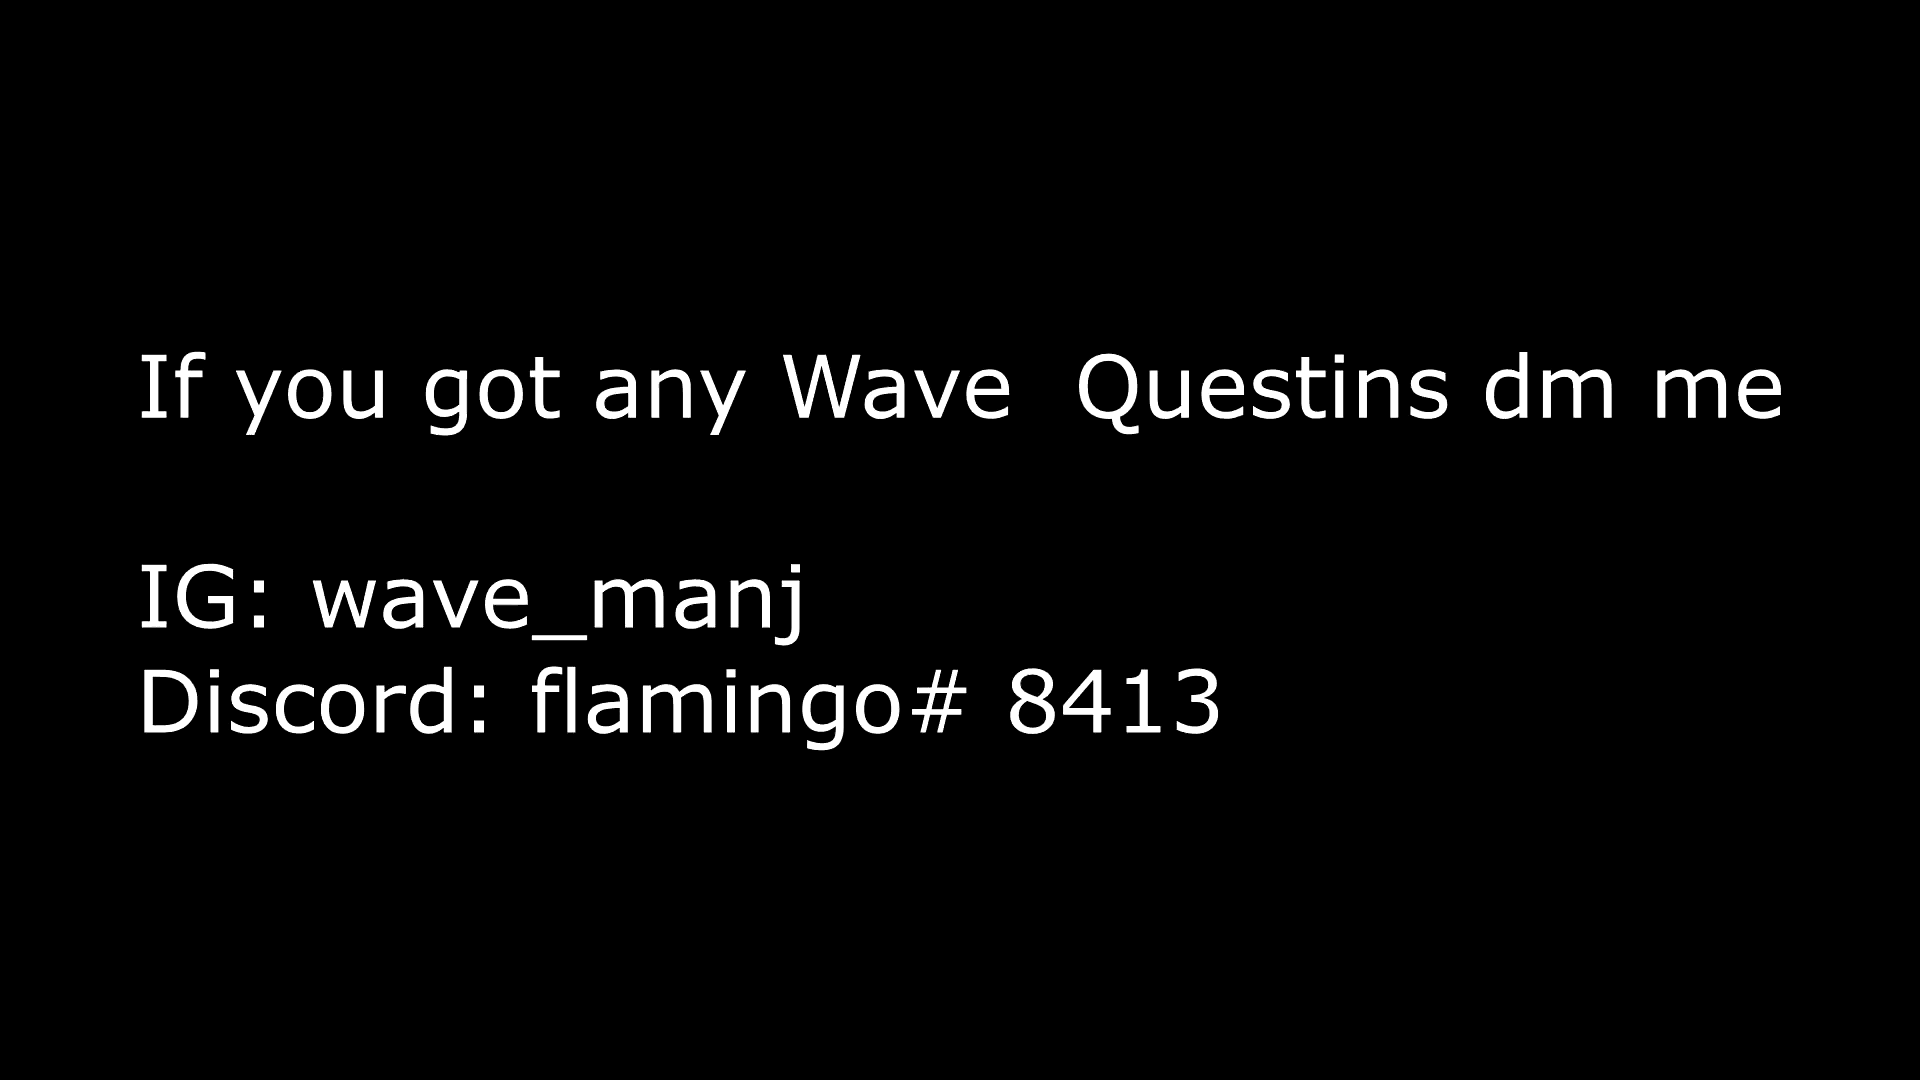 If you got any Wave  Questins dm me
IG: wave_manj
Discord: flamingo# 8413